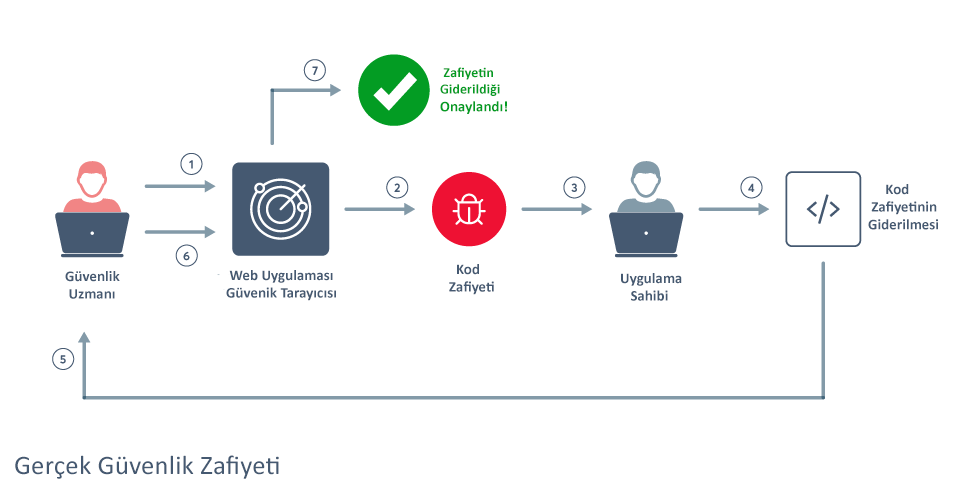 7
Zafiyetin
Giderildiği
Onaylandı!
1
2
3
4
6
Güvenlik
Uzmanı
Web Uygulaması
Güvenik Tarayıcısı
Kod
Zafiyeti
Uygulama
Sahibi
Kod
Zafiyetinin
Giderilmesi
5
Gerçek Güvenlik Zafiyeti